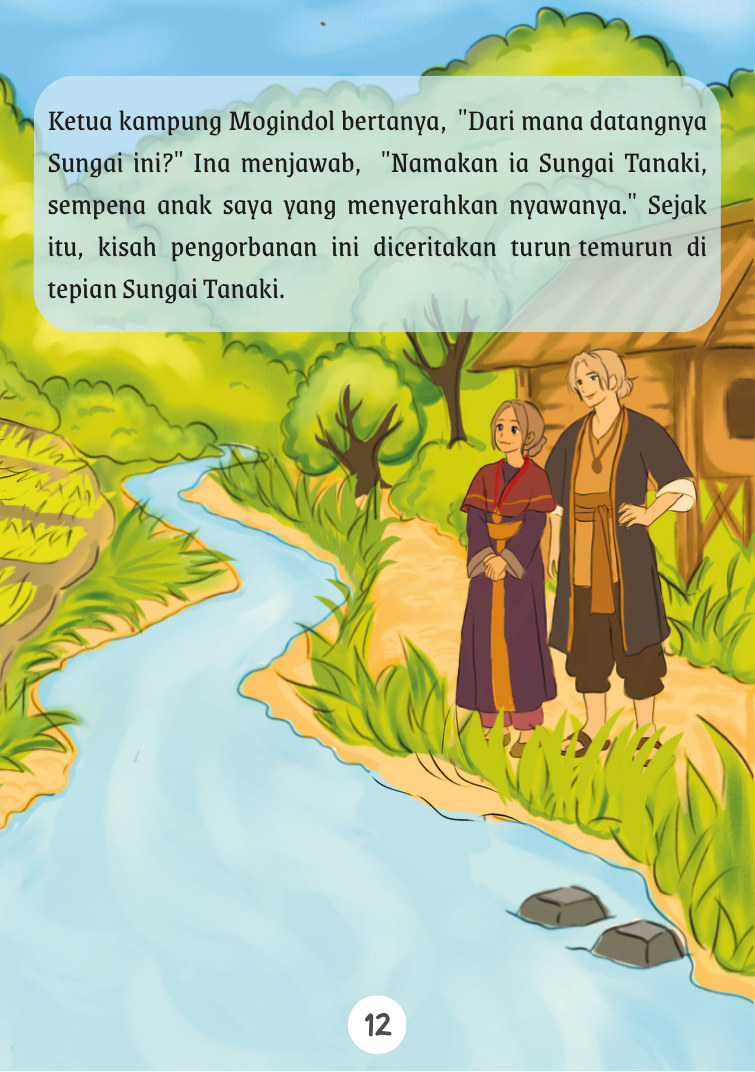 Ketua kampung Mogindol bertanya, "Dari mana datangnya
Sungai ini?" Ina menjawab, "Namakan ia Sungai Tanaki,
sempena anak saya yang menyerahkan nyawanya." Sejak
itu, kisah pengorbanan ini diceritakan turun temurun di
tepian Sungai Tanaki.
12